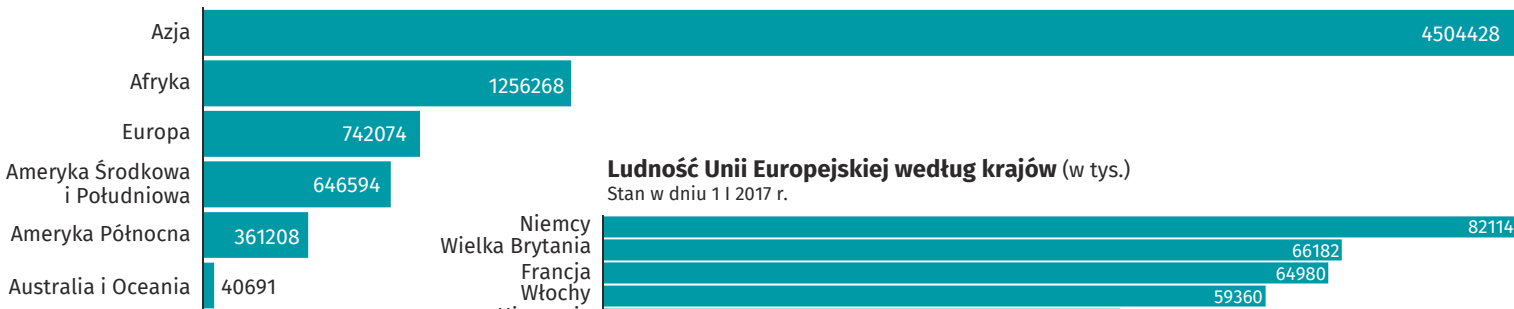 Azja 4504428
Afryka 1256268
Europa 742074
Ameryka Środkowa
i Południowa 646594
Ameryka Północna 361208
Australia i Oceania 40691
Ludność Unii Europejskiej według krajów (w tys.)
Stan w dniu 1 I 2017 r.
Niemcy 82114
Wielka Brytania 66182
Francja 64980
Włochy 59360